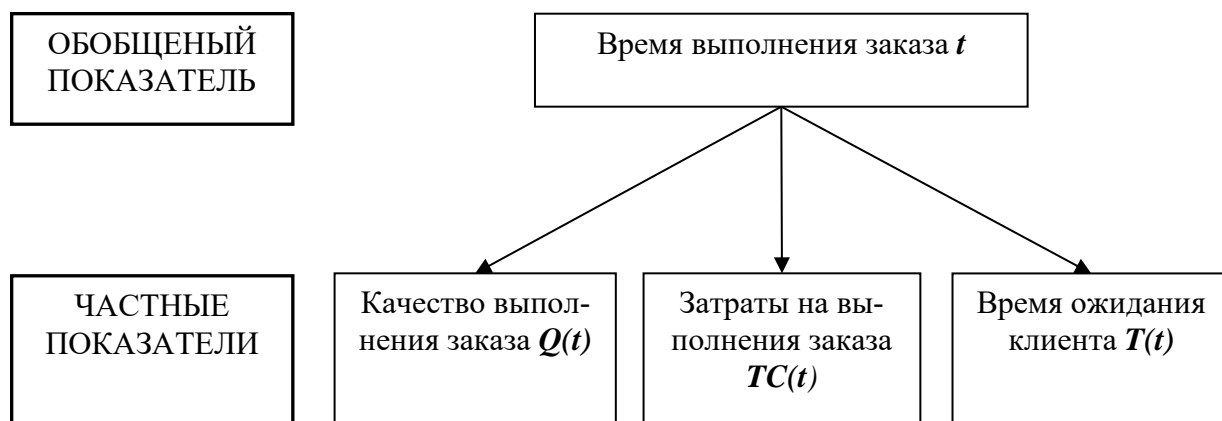 ОБОБЩЕНЫЙ
ПОКАЗАТЕЛЬ
Время выполнения заказа t
ЧАСТНЫЕ
ПОКАЗАТЕЛИ
Качество выпол-
нения заказа Q(t)
Затраты на вы-
полнения заказа
TC(t)
Время ожидания
клиента T(t)